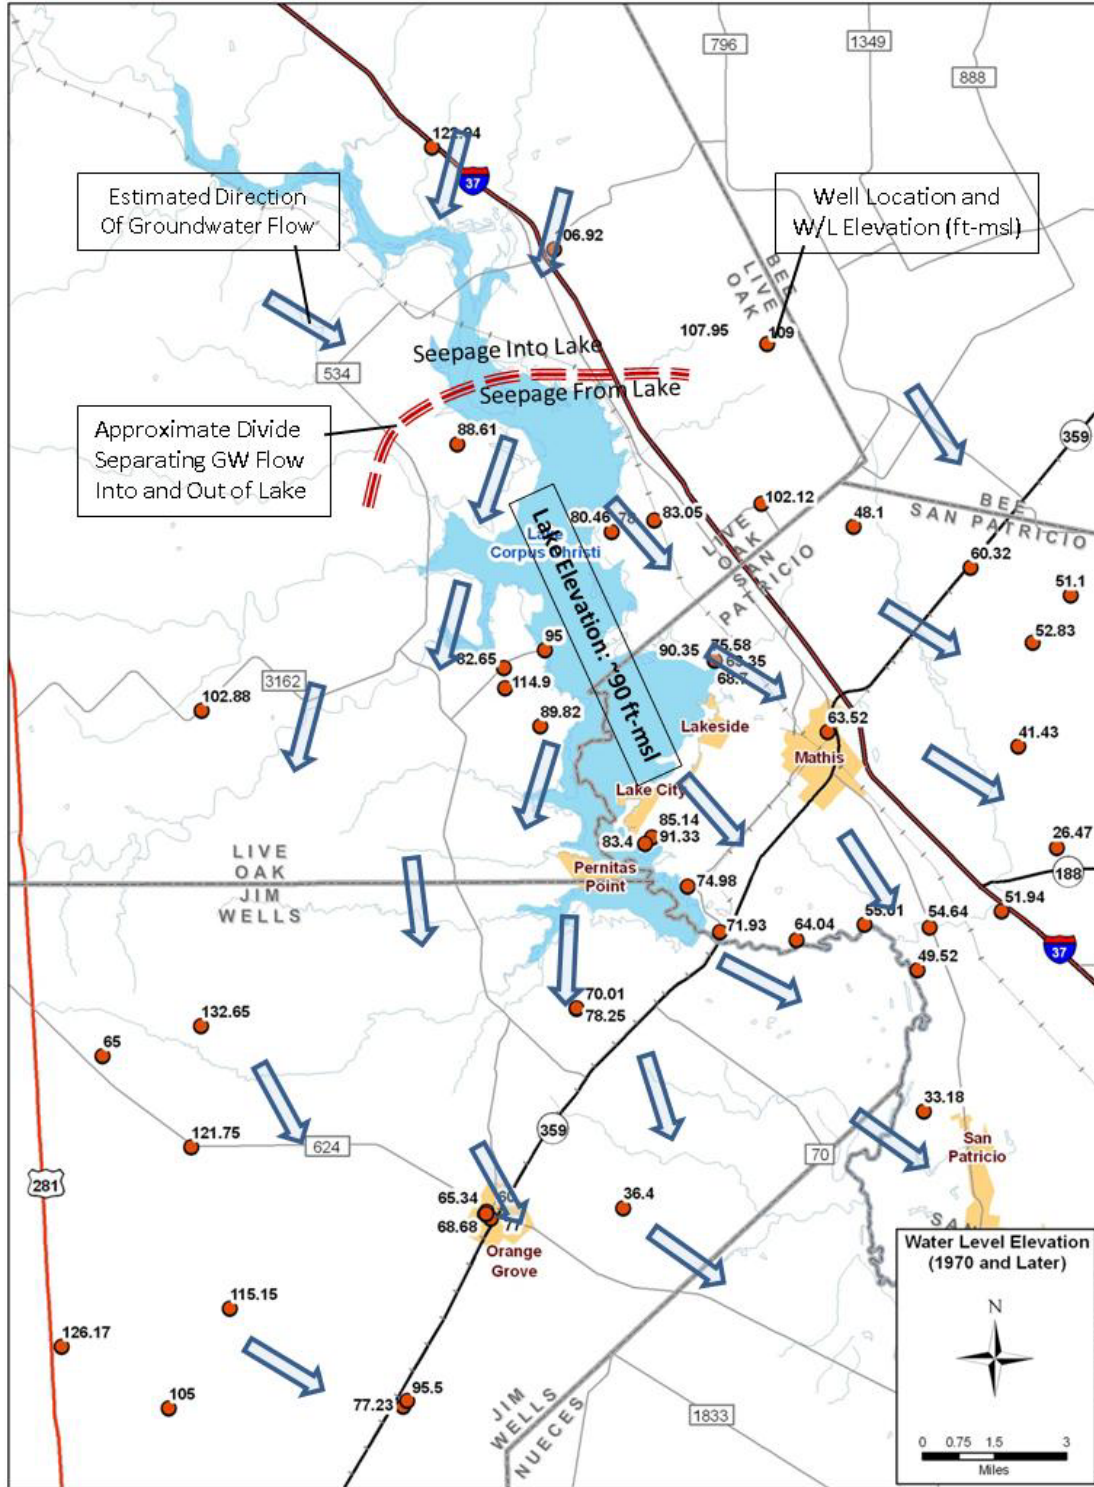 796
1349
888
122.94
37
Estimated Direction
Of Groundwater Flow
Well Location and
W/L Elevation (ft-msl)
06.92
BEE
LIVE
OAK
107.95
109
Seepage Into Lake
534
Seepage From Lake
Approximate Divide
Separating GW Flow
Into and Out of Lake
88.61
359
102.12
80.46
78
83.05
48.1
BEE
SAN PATRICIO
Corpus Christi
Lake Elevation: ~90 ft-msl
LIVE
OAK
SAN
PATRICIO
60.32
51.1
52.83
95
82.65
114.9
90.35
75.58
68.7
3162
102.88
89.82
Lakeside
63.52
Mathis
41.43
Lake City
85.14
91.33
83.4
26.47
188
LIVE
OAK
JIM
WELLS
Pernitas
Point
74.98
71.93
64.04
55.01
54.64
51.94
37
49.52
70.01
78.25
132.65
65
33.18
121.75
624
359
70
San
Patricio
281
65.34
60
68.68
77
36.4
Orange
Grove
SAN
115.15
126.17
105
95.5
77.23
JIM
WELLS
NUECES
1833
Water Level Elevation
(1970 and Later)
N
0 0.75 1.5 3
Miles